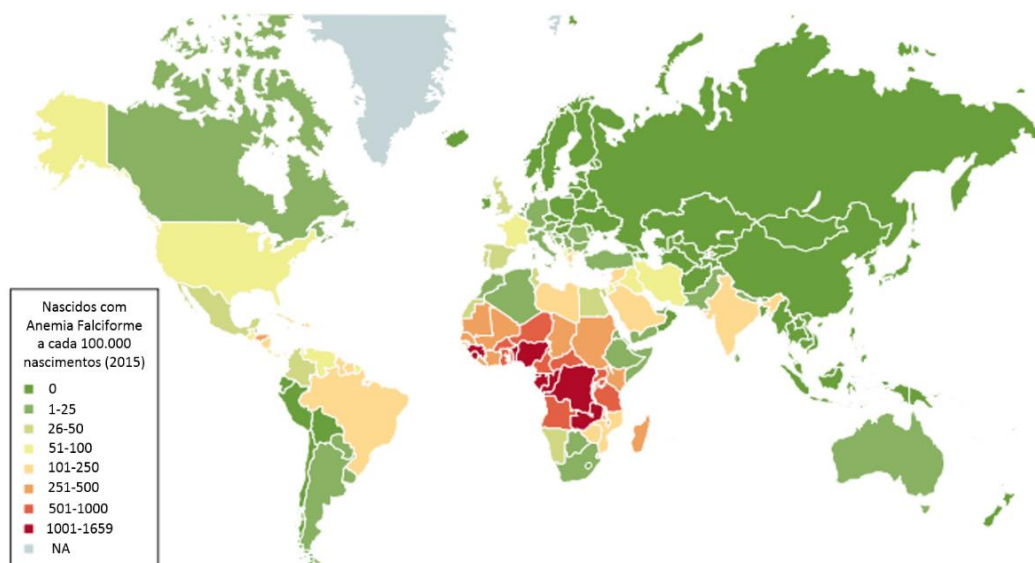 Nascidos com
Anemia Falciforme
a cada 100.000
nascimentos (2015)
0
1-25
26-50
51-100
101-250
251-500
501-1000
1001-1659
NA